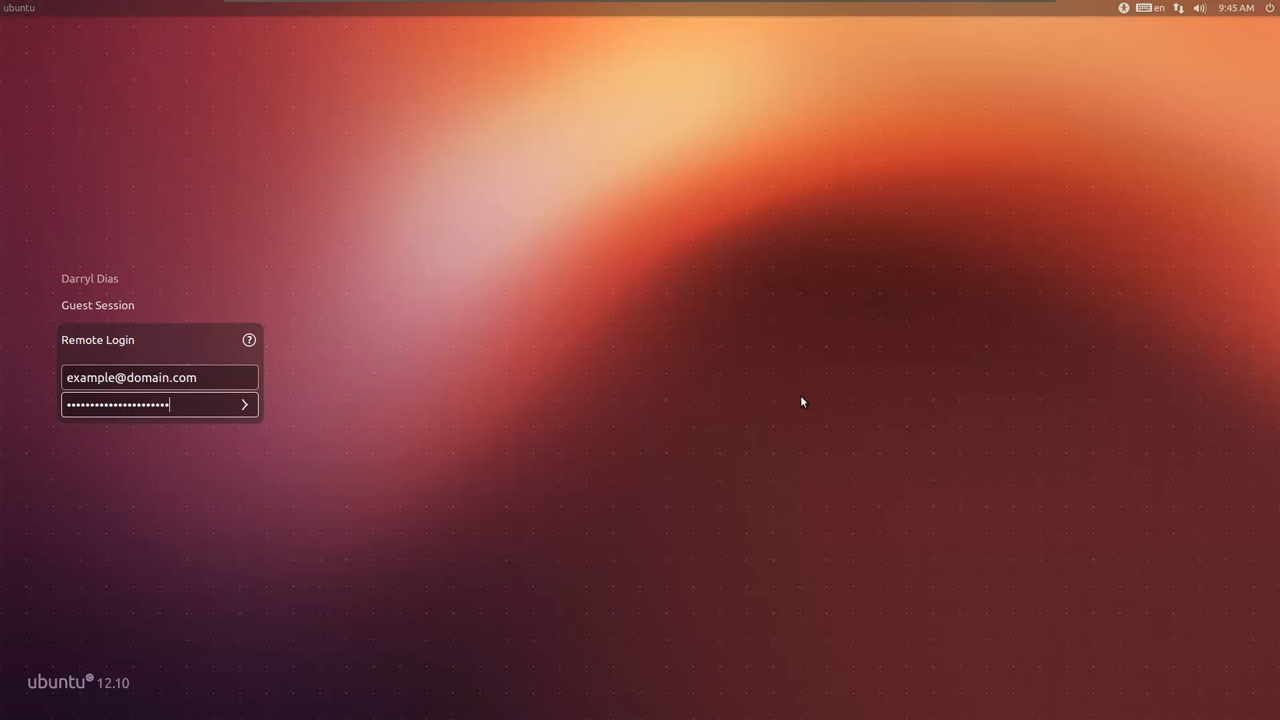 ubuntu
en
9:45 AM
Darryl Dias
Guest Session
Remote Login
example@domain.com
•••••••••••••••••••••••
ubuntu® 12.10